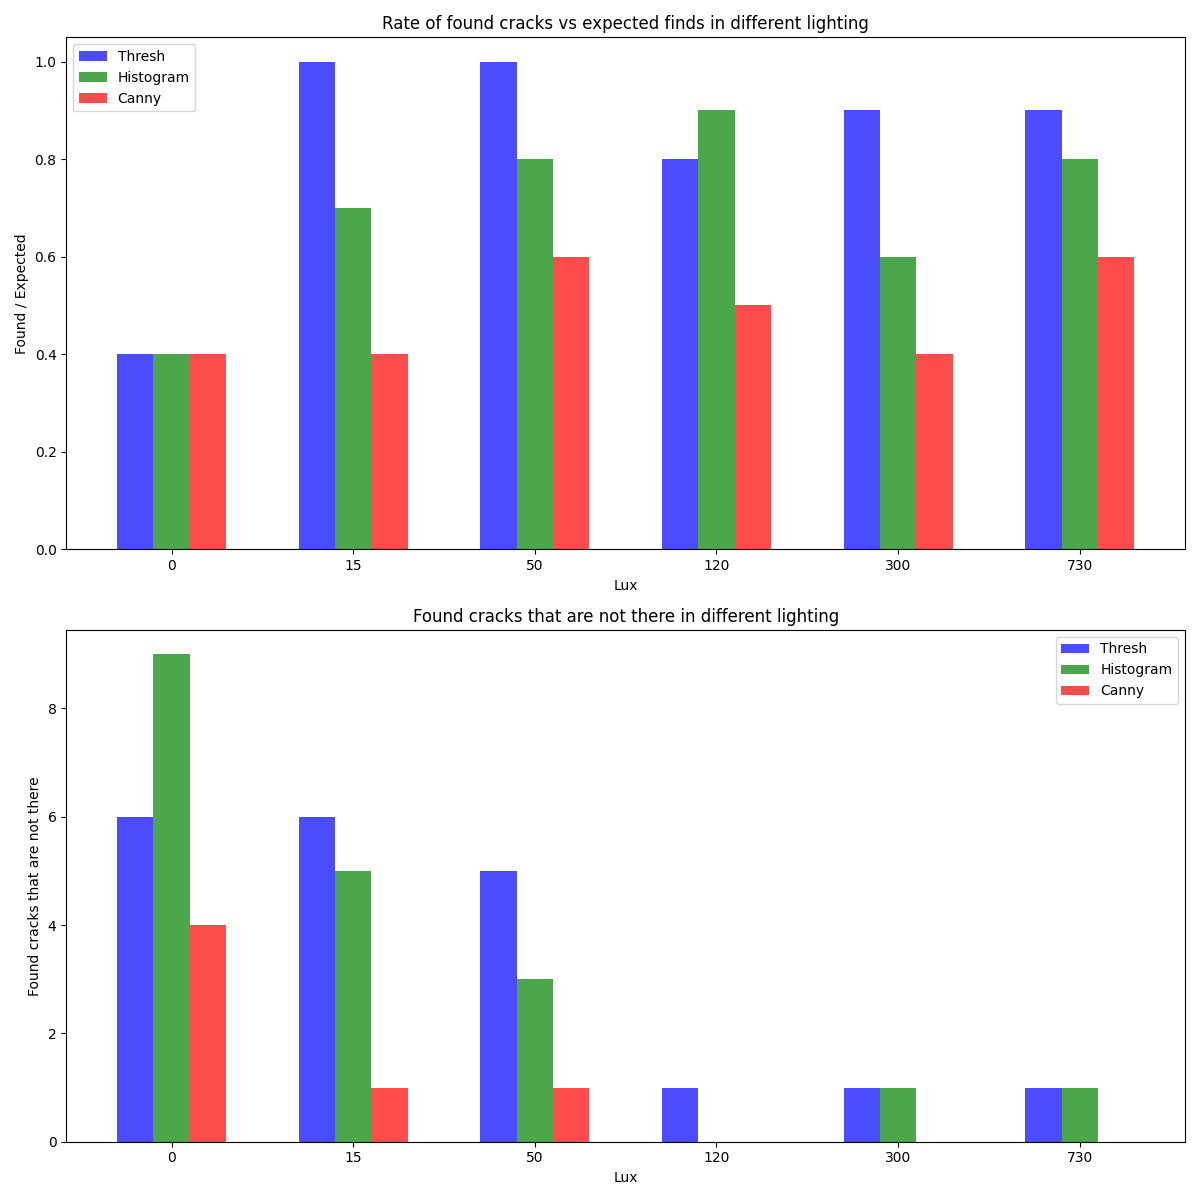 Rate of found cracks vs expected finds in different lighting
Thresh
Histogram
Canny
1.0
0.8
0.6
0.4
0.2
0.0
Found / Expected
0 15 50 120 300 730
Lux
Found cracks that are not there in different lighting
Thresh
Histogram
Canny
8
6
4
2
0
Found cracks that are not there
0 15 50 120 300 730
Lux